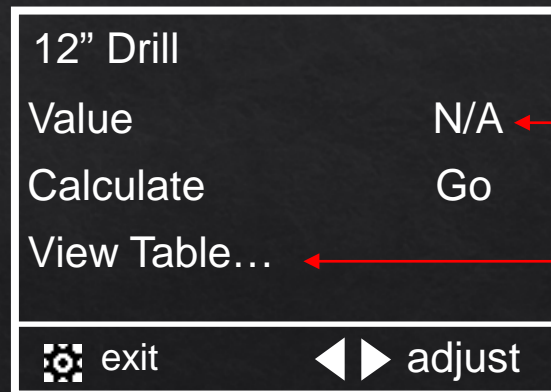 12” Drill
Value N/A
Calculate Go
View Table…
exit adjust